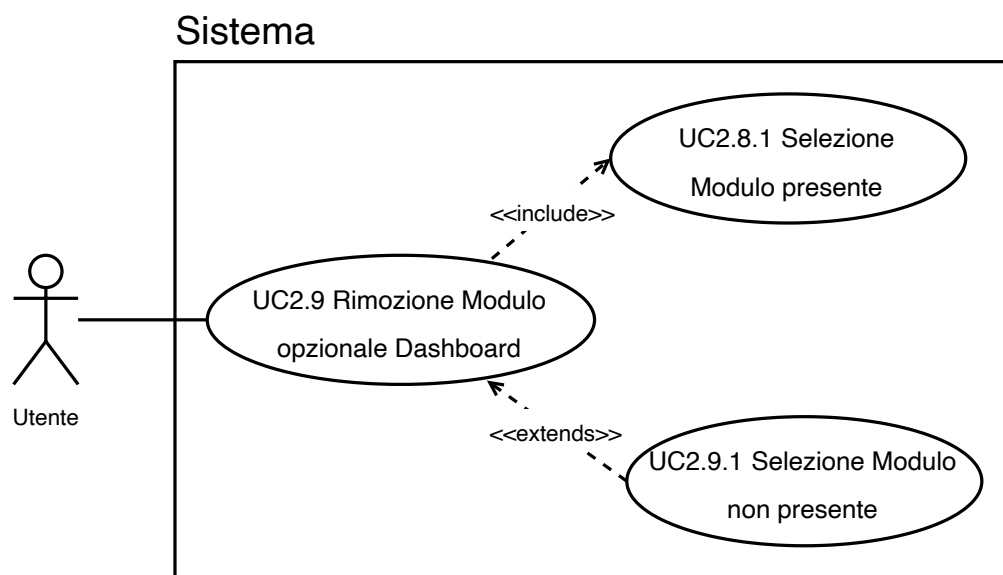 Sistema
UC2.8.1 Selezione
Modulo presente
<<include>>
UC2.9 Rimozione Modulo
opzionale Dashboard
Utente
<<extends>>
UC2.9.1 Selezione Modulo
non presente